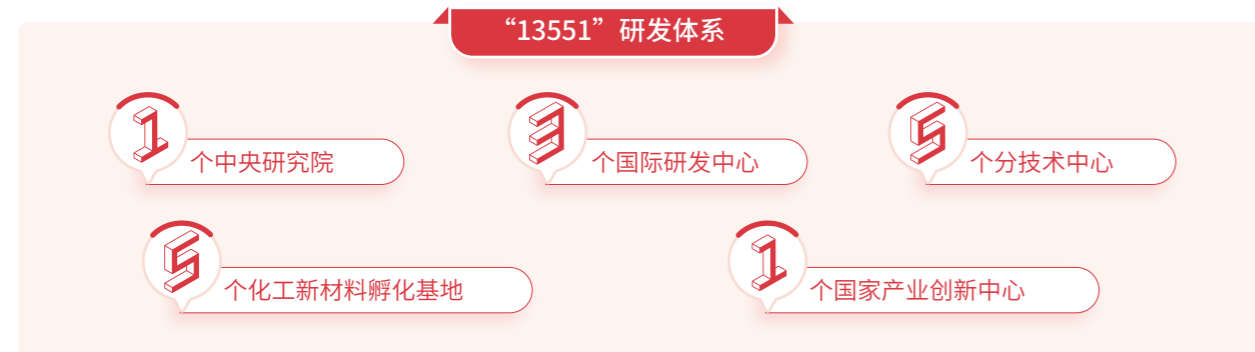 “13551”研发体系
1个中央研究院
3个国际研发中心
5个分技术中心
5个化工新材料孵化基地
1个国家产业创新中心